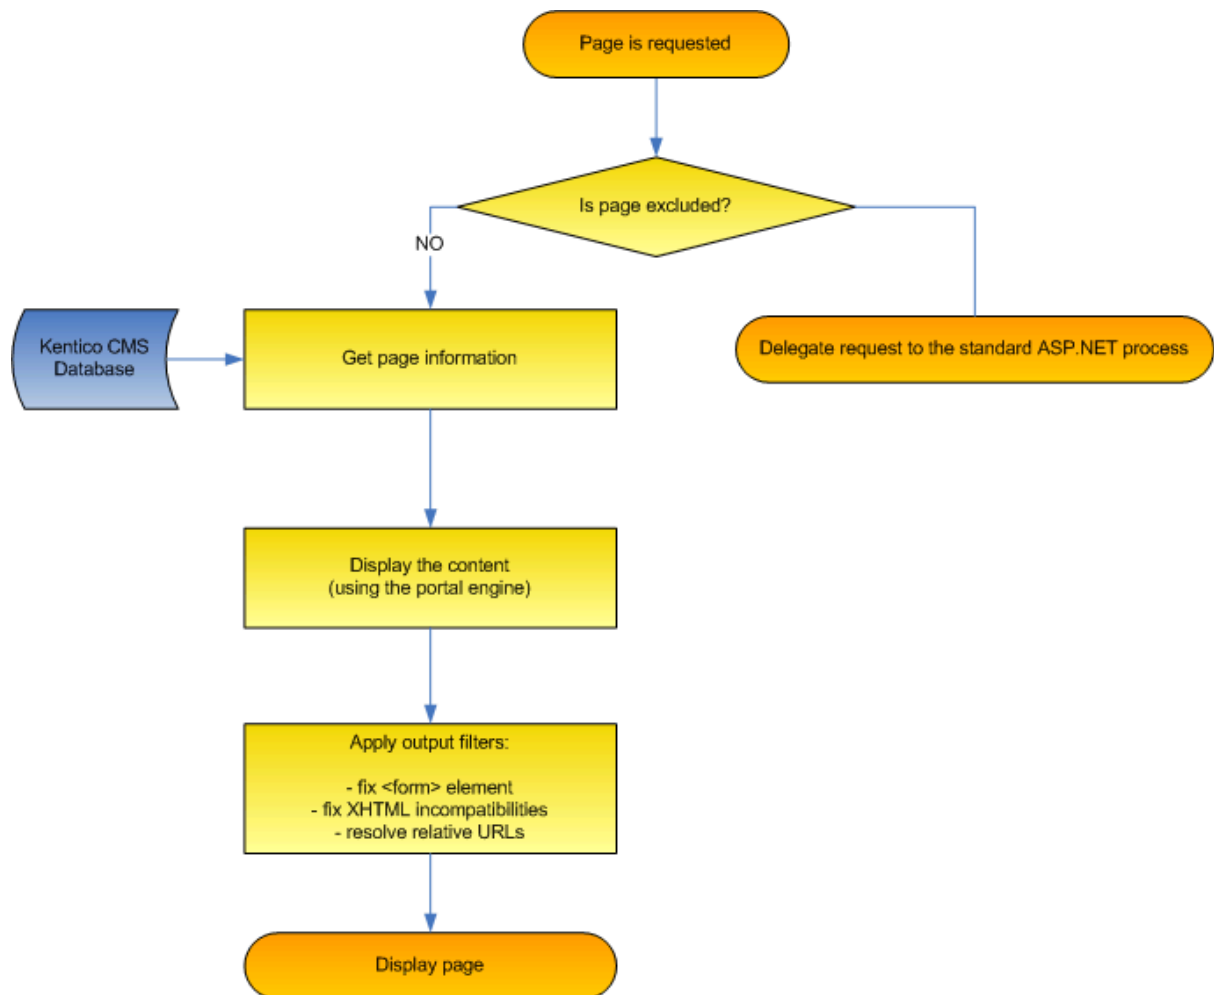 Page is requested
Is page excluded?
NO
Kentico CMS
Database
Get page information
Delegate request to the standard ASP.NET process
Display the content
(using the portal engine)
Apply output filters:
- fix <form> element
- fix XHTML incompatibilities
- resolve relative URLs
Display page